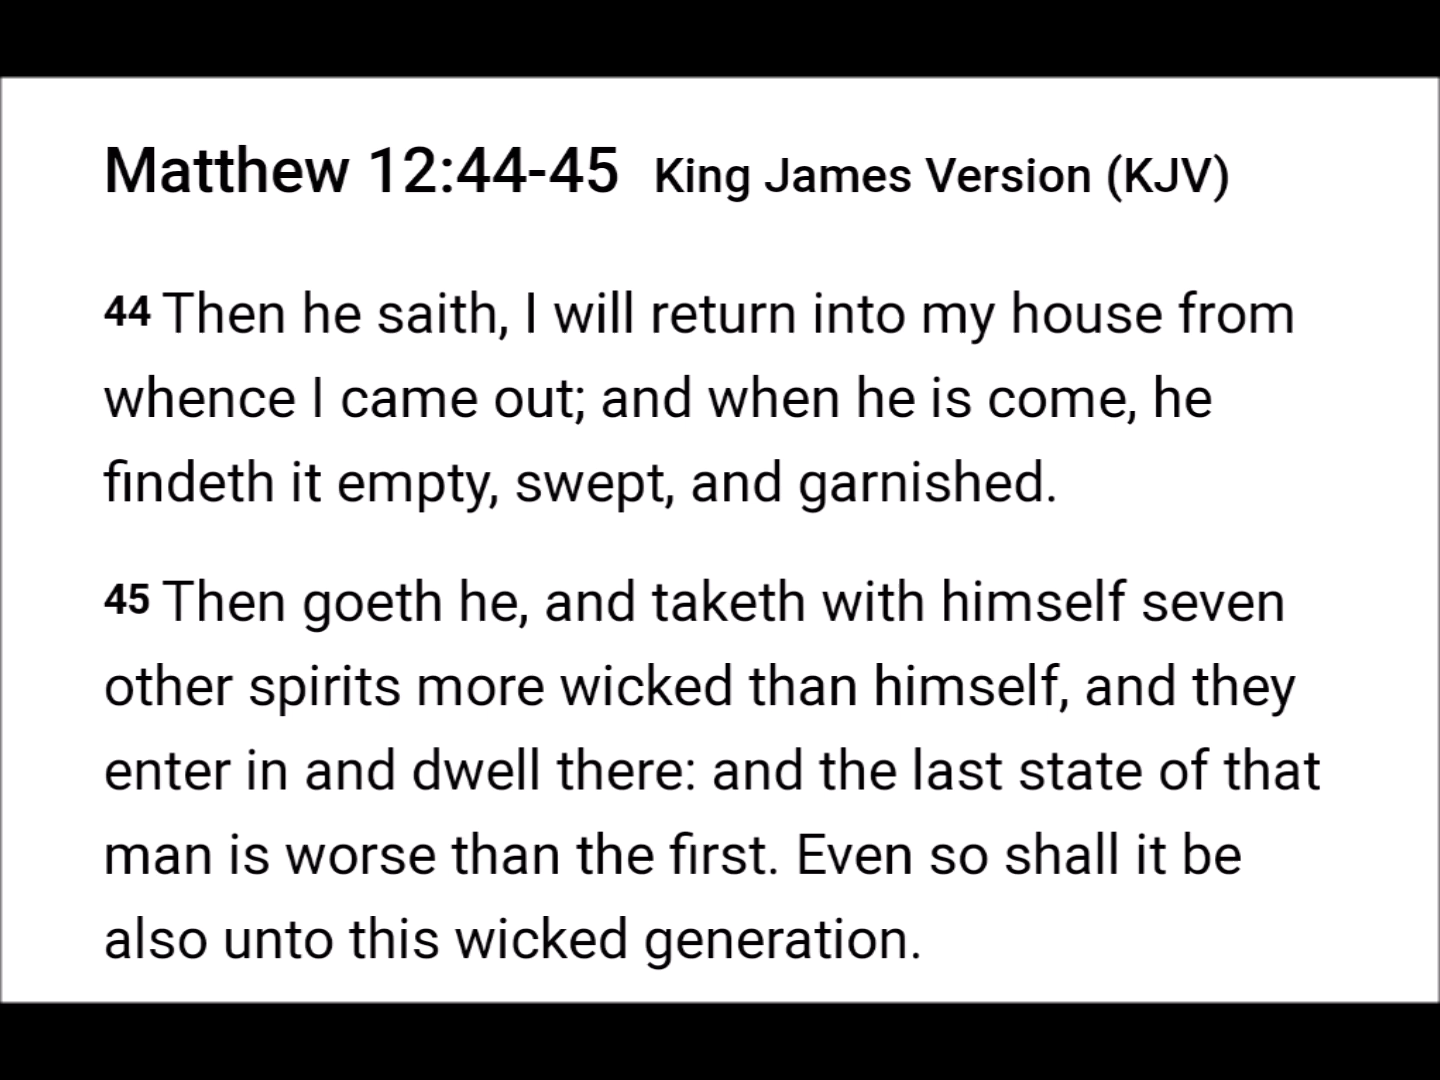 Matthew 12:44-45 King James Version (KJV)
44 Then he saith, I will return into my house from
whence I came out; and when he is come, he
findeth it empty, swept, and garnished.
45 Then goeth he, and taketh with himself seven
other spirits more wicked than himself, and they
enter in and dwell there: and the last state of that
man is worse than the first. Even so shall it be
also unto this wicked generation.